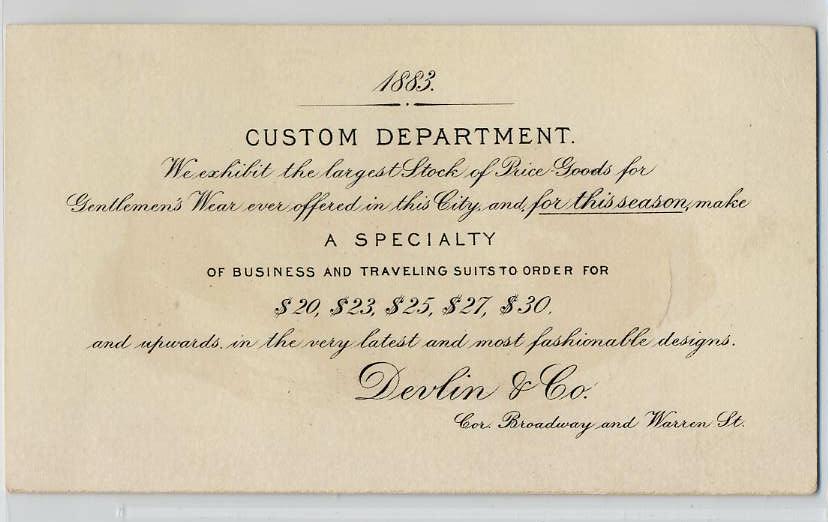 1883.
CUSTOM DEPARTMENT.
We exhibit the largest Stock of Price Goods for
Gentlemen's Wear ever offered in this City, and, for this season, make
A SPECIALTY
OF BUSINESS AND TRAVELING SUITS TO ORDER FOR
$20, $23, $25, $27, $30,
and upwards, in the very latest and most fashionable designs.
Devlin & Co.
Cor. Broadway and Warren St.